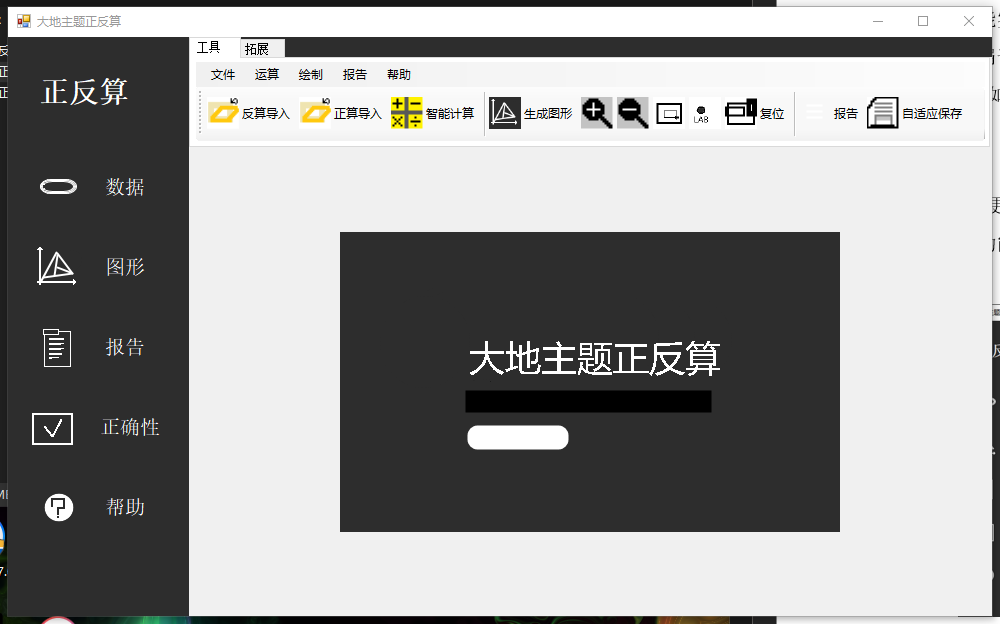 大地主题正反算
正反算
数据
图形
报告
正确性
帮助
工具 拓展
文件 运算 绘制 报告 帮助
反算导入 正算导入 智能计算 生成图形 LAB 复位 报告 自适应保存
大地主题正反算